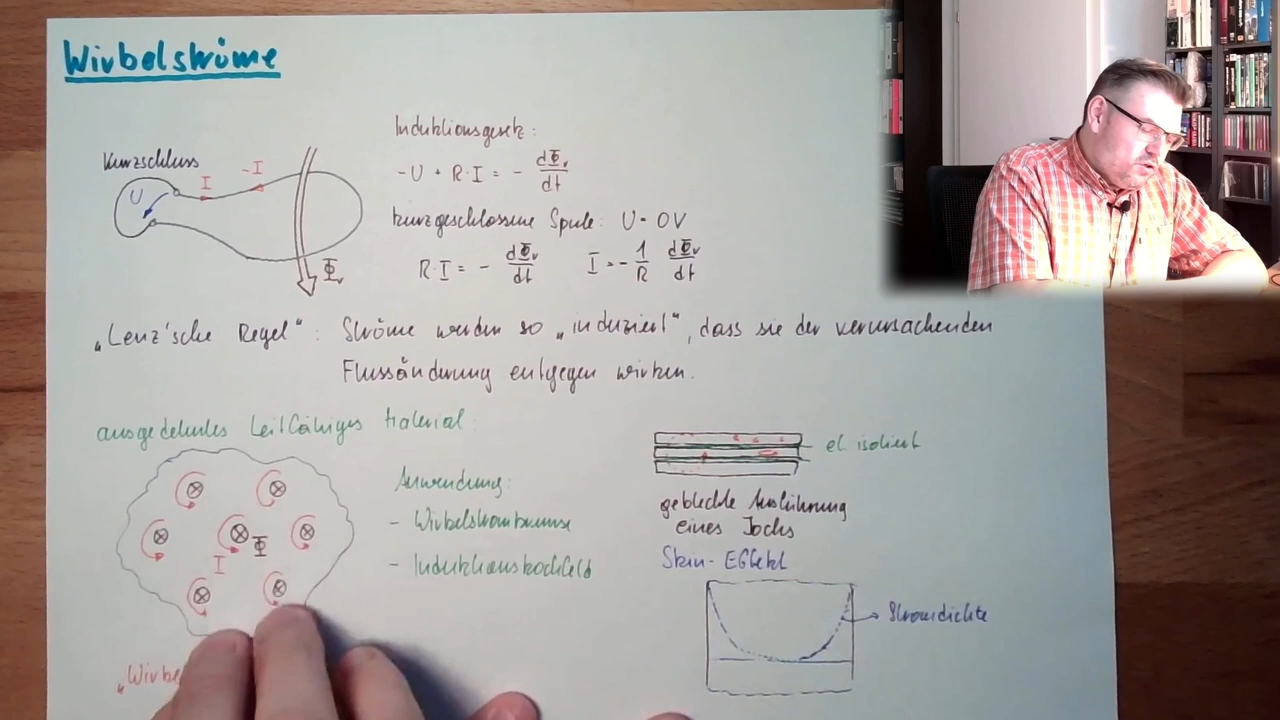 Wirbelströme
Kurzschluss
U
I
-I
Φv
Induktionsgesetz:
-U + R·I = - dΦv/dt
kurzgeschlossene Spule: U = 0V
R·I = - dΦv/dt I = - 1/R dΦv/dt
"Lenz'sche Regel": Ströme werden so "induziert", dass sie der verursachenden
Flussänderung entgegen wirken.
ausgedehntes leitfähiges Material:
I
Φ
"Wirbe
Anwendung:
- Wirbelstrombremse
- Induktionskochfeld
el. isoliert
geblechte Ausführung
eines Jochs
Skin-Effekt
Stromdichte